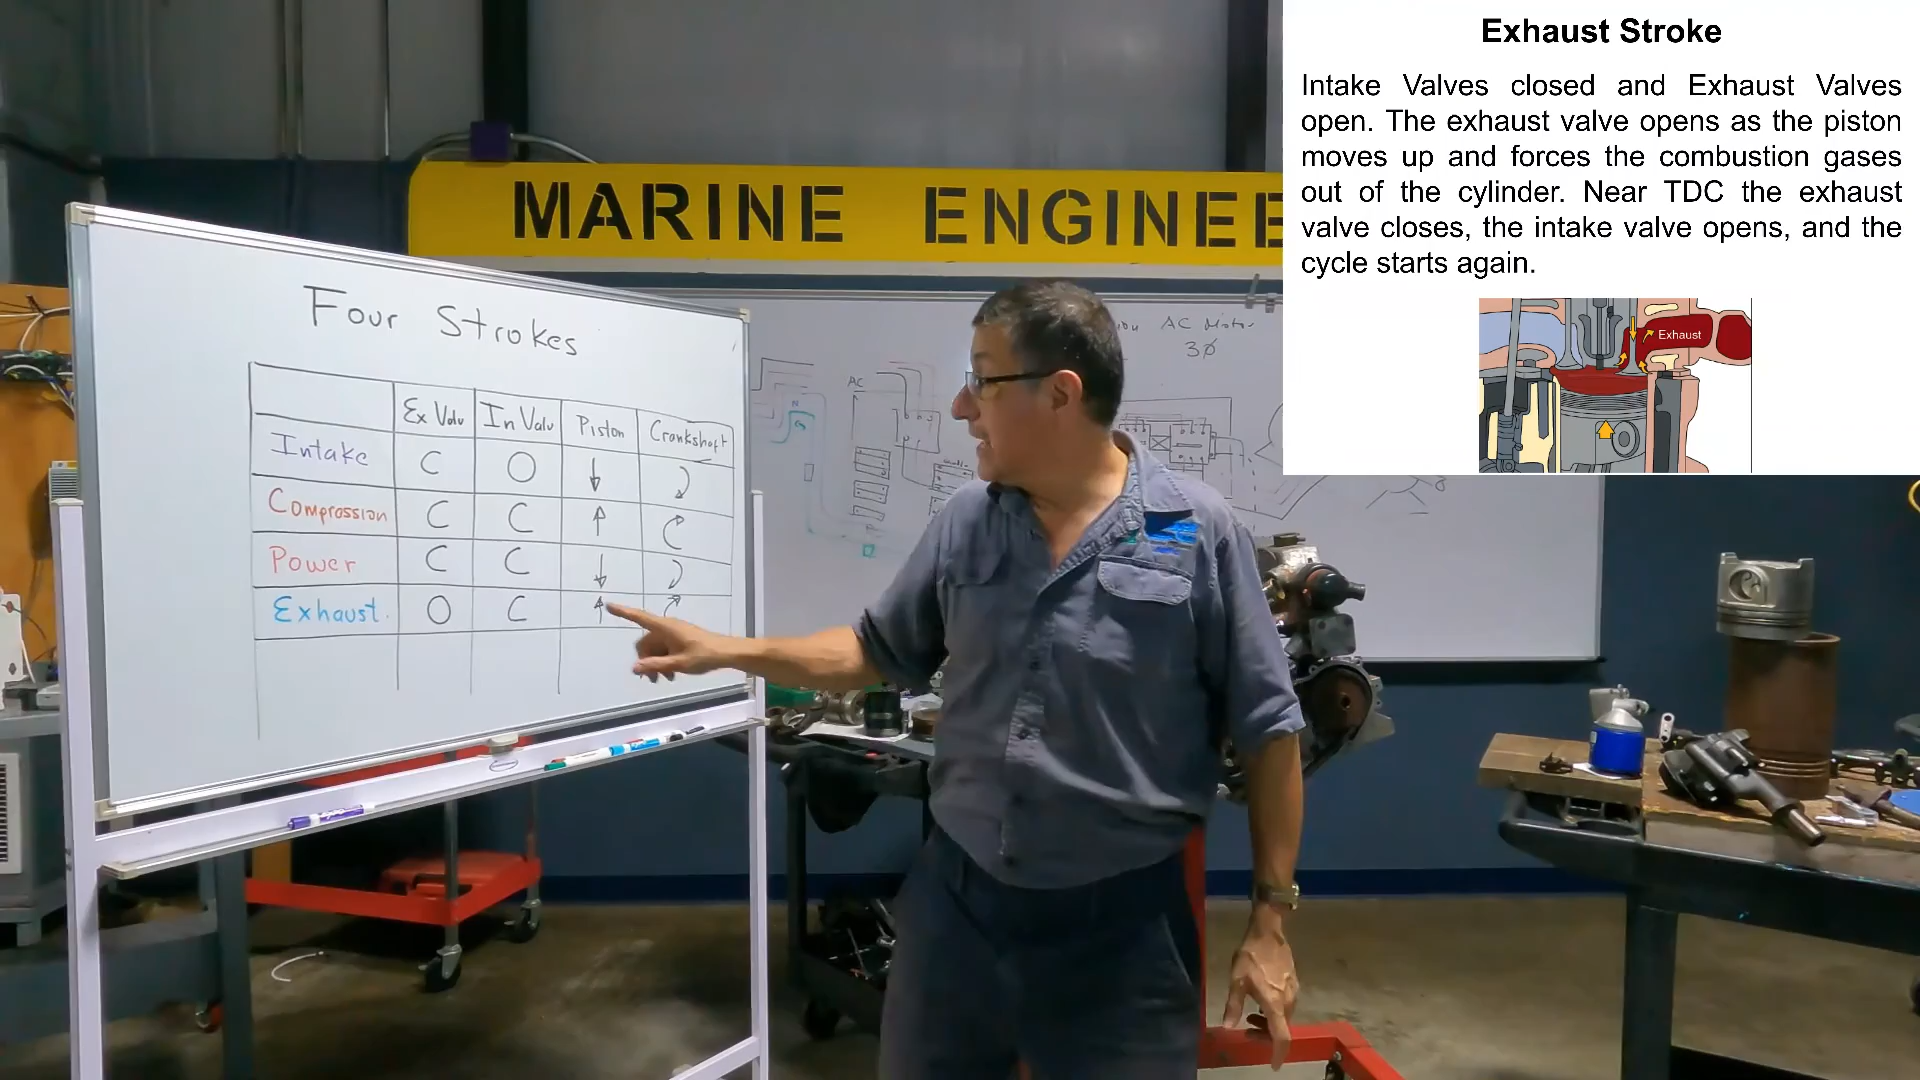 Exhaust Stroke
Intake Valves closed and Exhaust Valves
open. The exhaust valve opens as the piston
moves up and forces the combustion gases
out of the cylinder. Near TDC the exhaust
valve closes, the intake valve opens, and the
cycle starts again.
Exhaust
MARINE ENGINEE
Four Strokes
Ex Valv In Valv Piston Crankshaft
Intake C O ↓
Compression C C ↑
Power C C ↓
Exhaust. O C ↑
AC Motor
3Ø
AC